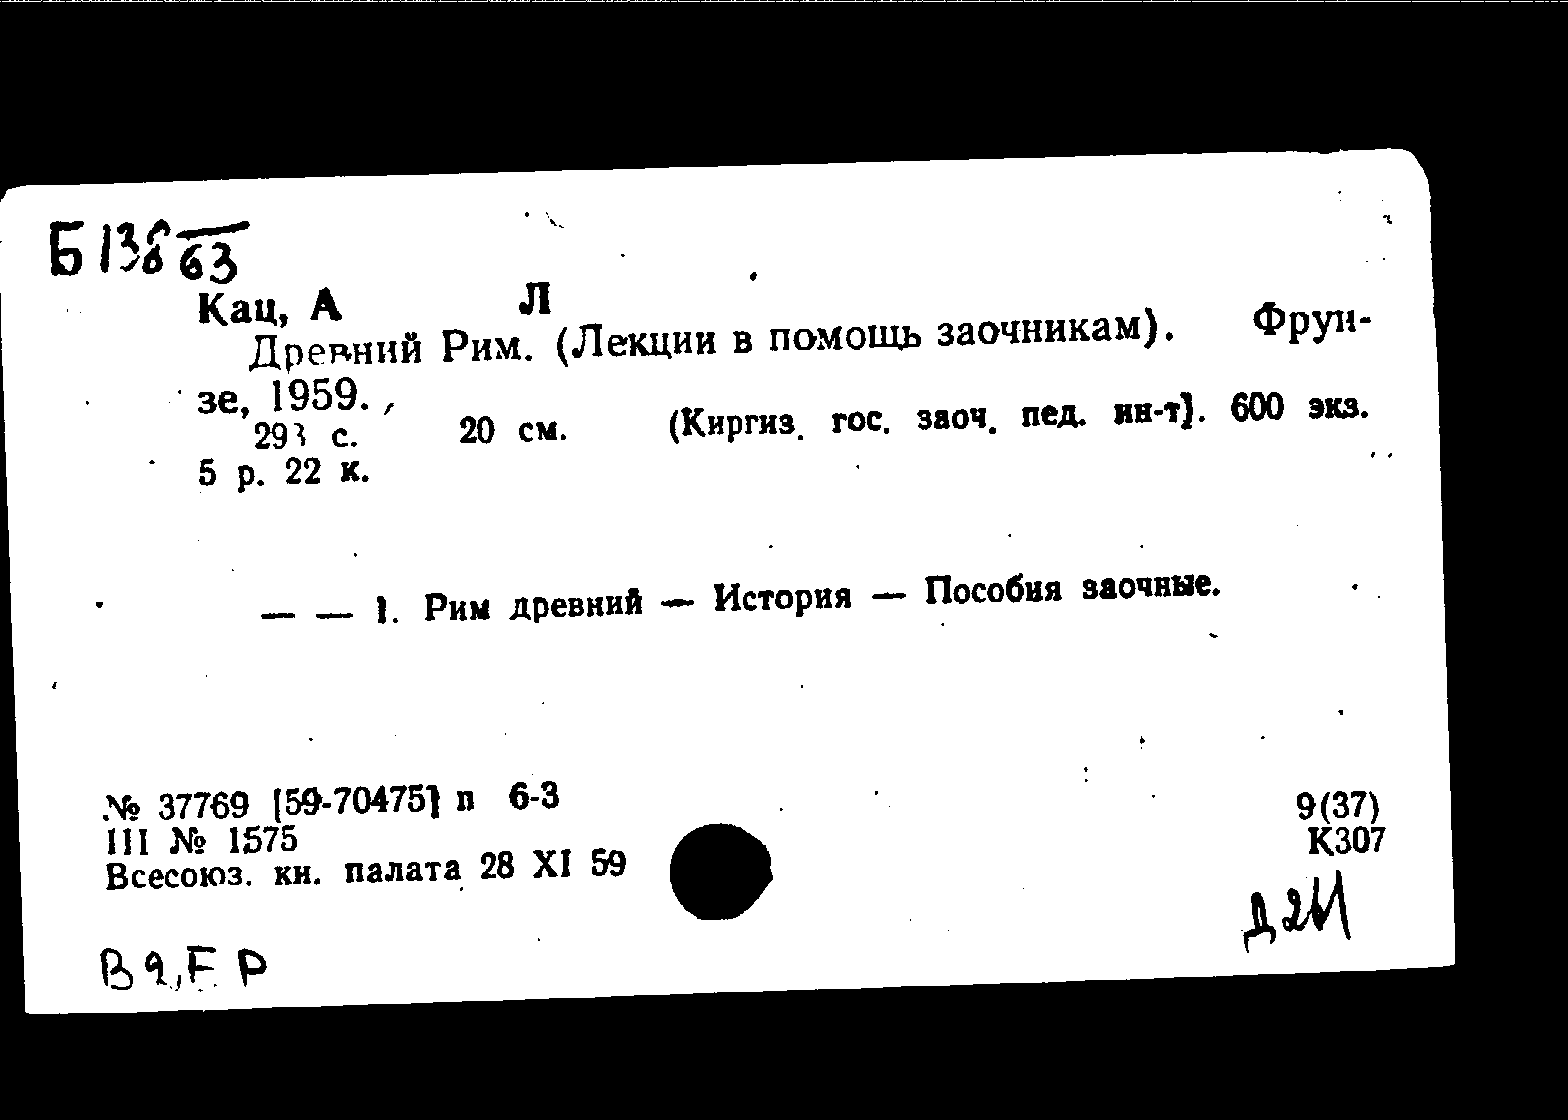 Б 138/63
Кац, А Л
Древний Рим. (Лекции в помощь заочникам). Фрун-
зе, 1959.
293 с. 20 см. (Киргиз. гос. заоч. пед. ин-т]. 600 экз.
5 р. 22 к.
— — 1. Рим древний — История — Пособия заочные.
№ 37769 [59-70475] п 6-3
III № 1575
Всесоюз. кн. палата 28 XI 59
9(37)
К307
В 9, F Р